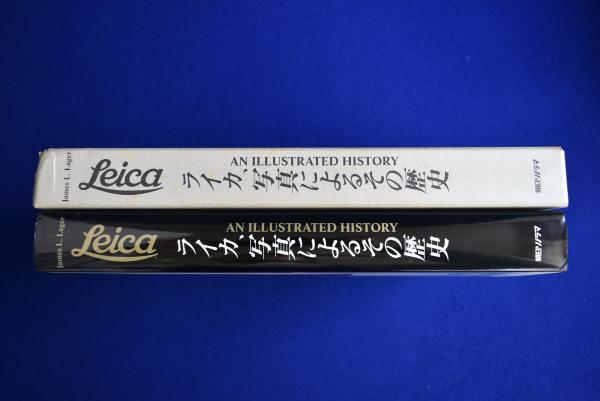 James L. Lager
Leica
AN ILLUSTRATED HISTORY
ライカ、写真によるその歴史
朝日ソノラマ
James L. Lager
Leica
AN ILLUSTRATED HISTORY
ライカ、写真によるその歴史
朝日ソノラマ